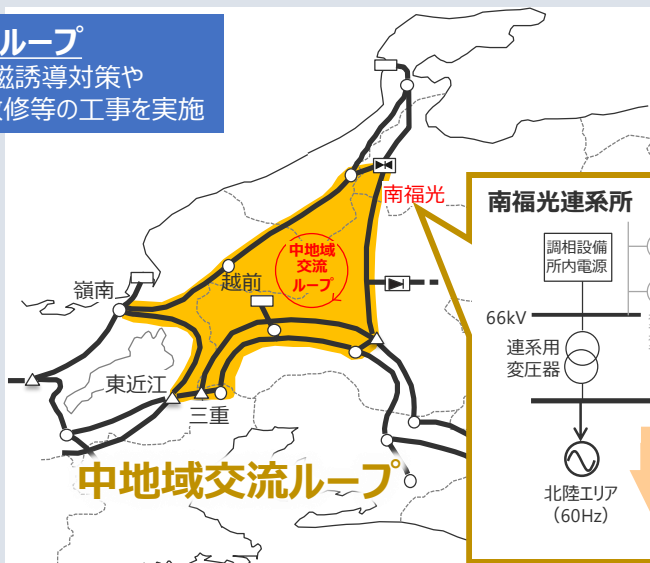 ループ
磁誘導対策や
改修等の工事を実施
南福光
中地域
交流
ループ
越前
嶺南
東近江
三重
中地域交流ループ
南福光連系所
調相設備
所内電源
66kV
連系用
変圧器
北陸エリア
(60Hz)